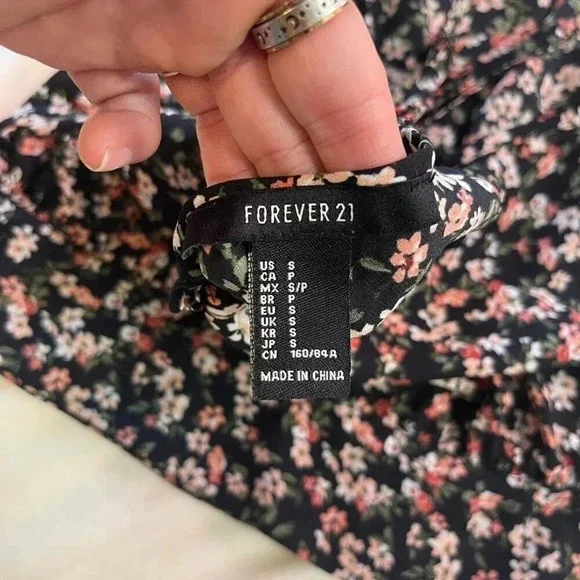 FOREVER 21
US S
CA P
MX S/P
BR P
EU S
UK S
KR S
JP S
CN 160/84A
MADE IN CHINA